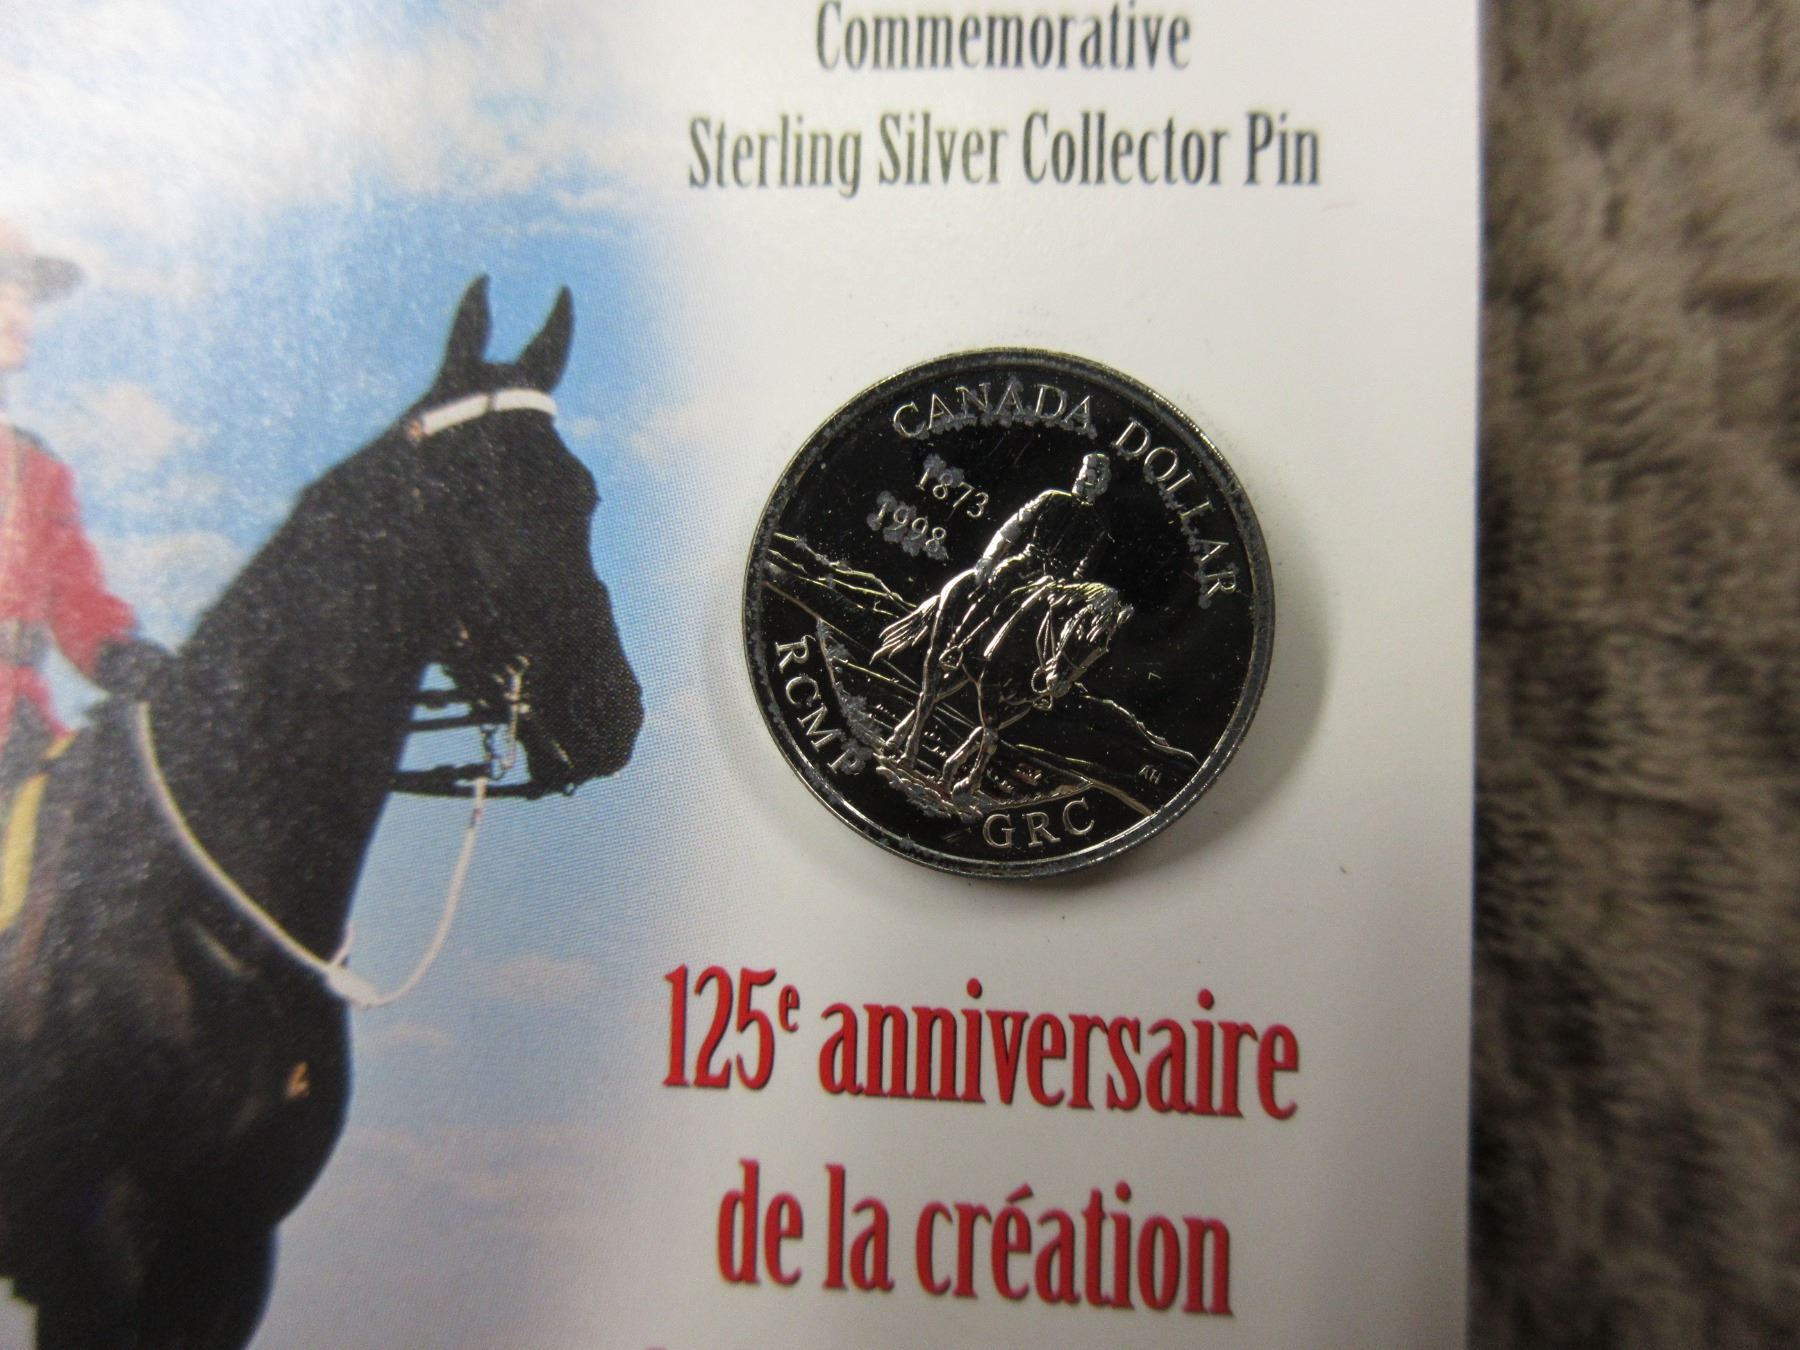 Commemorative
Sterling Silver Collector Pin
CANADA DOLLAR
1873
1998
RCMP
GRC
AH
125e anniversaire
de la création